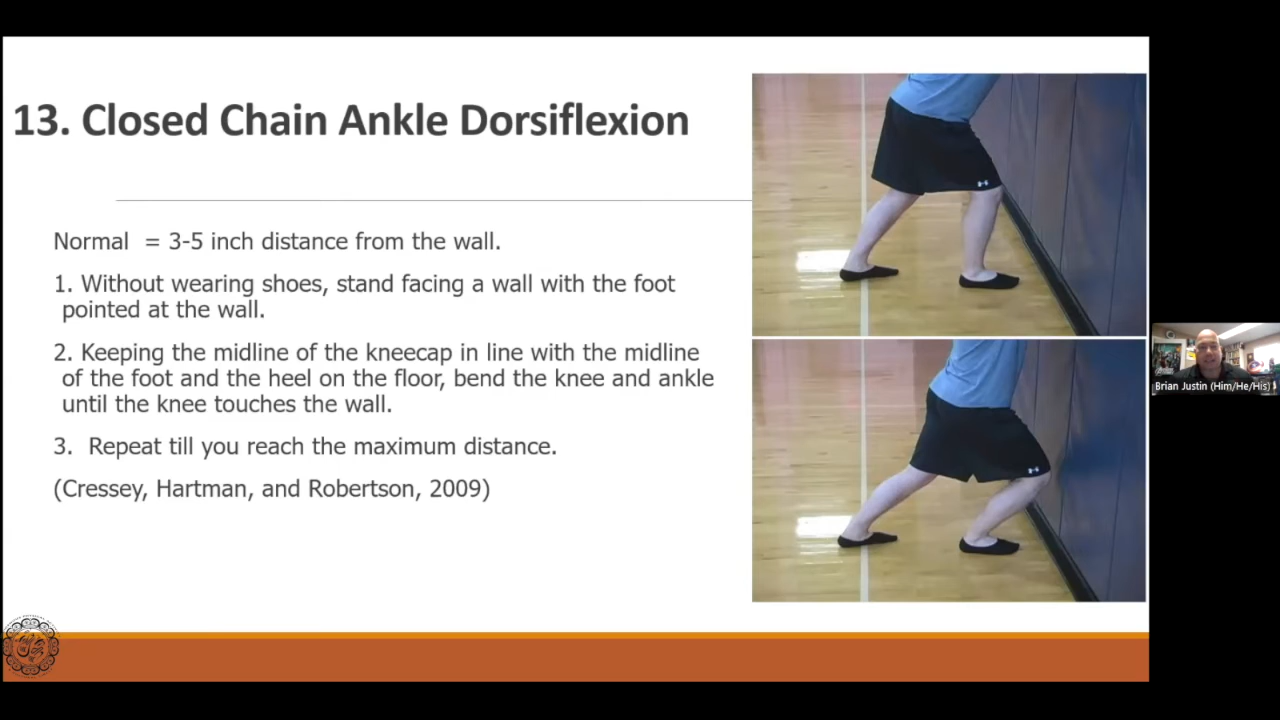 13. Closed Chain Ankle Dorsiflexion
Normal = 3-5 inch distance from the wall.
1. Without wearing shoes, stand facing a wall with the foot
pointed at the wall.
2. Keeping the midline of the kneecap in line with the midline
of the foot and the heel on the floor, bend the knee and ankle
until the knee touches the wall.
3. Repeat till you reach the maximum distance.
(Cressey, Hartman, and Robertson, 2009)
Brian Justin (Him/He/His)